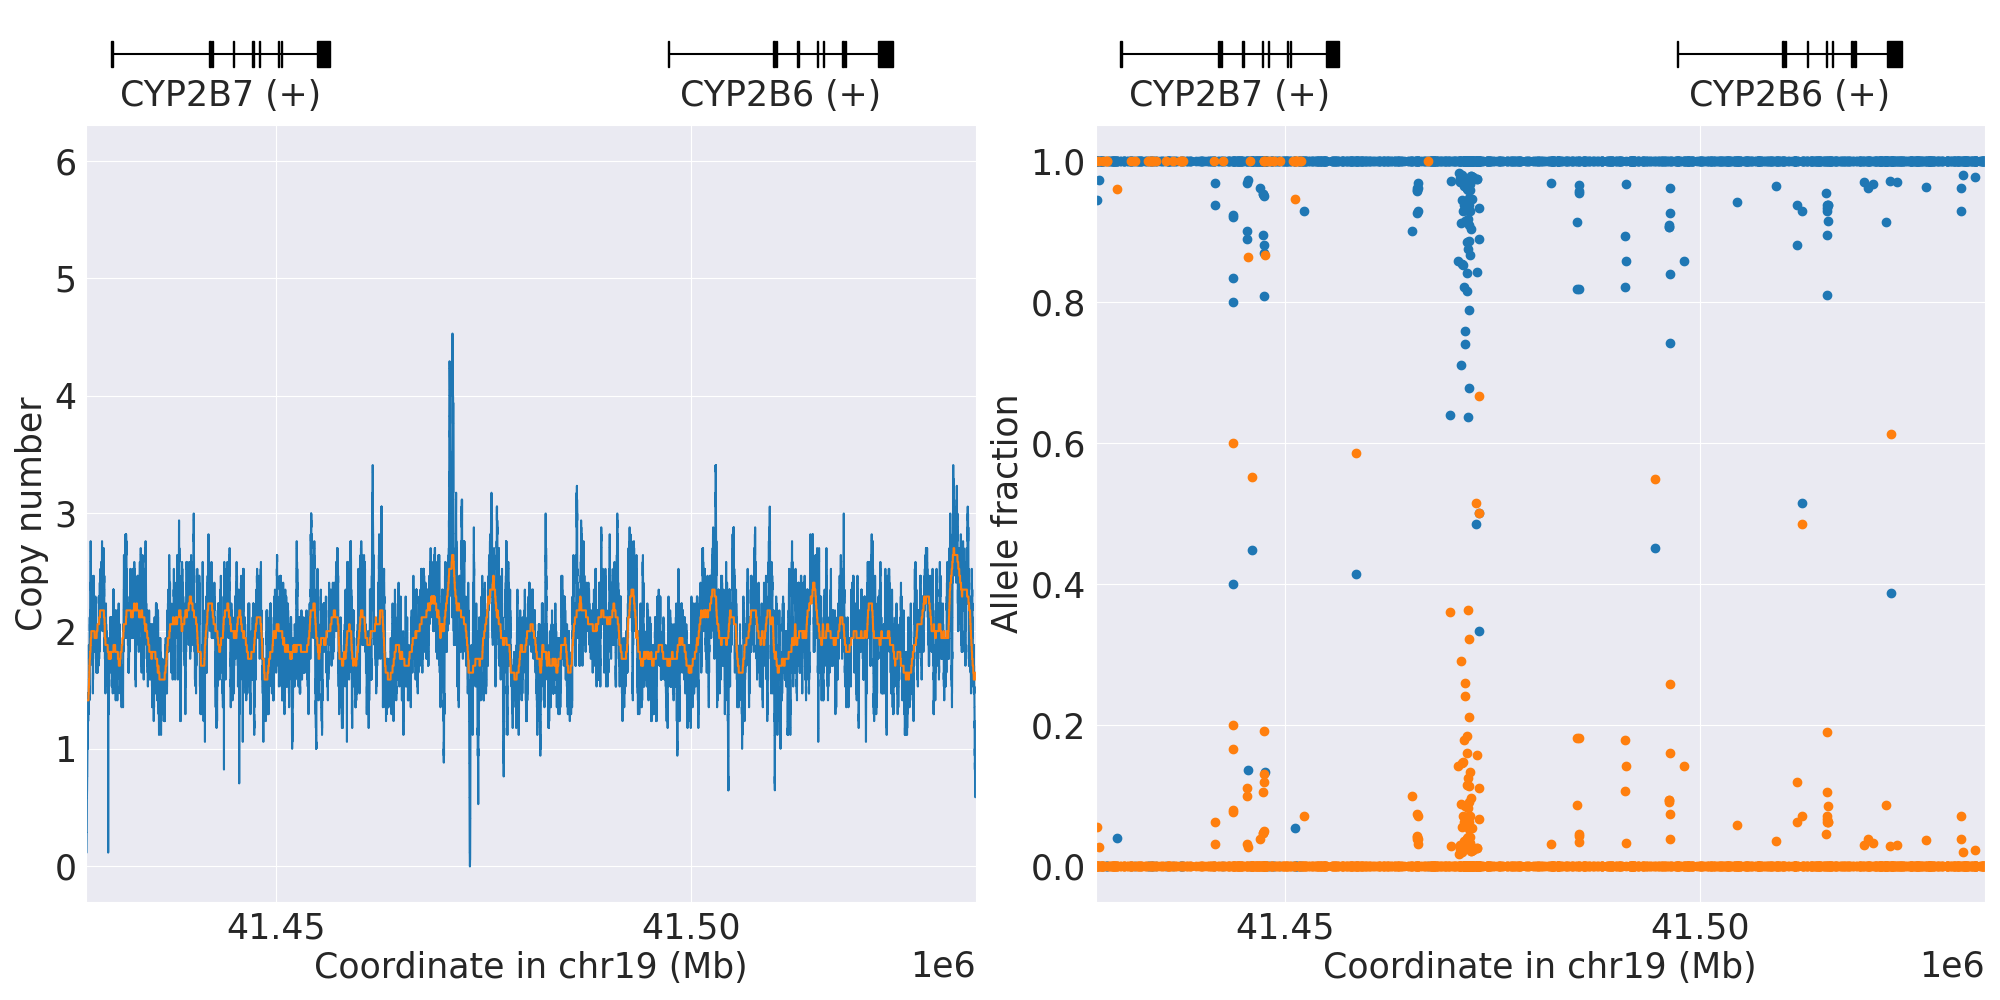 CYP2B7 (+)
CYP2B6 (+)
CYP2B7 (+)
CYP2B6 (+)
6
5
4
3
2
1
0
Copy number
41.45
41.50
Coordinate in chr19 (Mb)
1e6
1.0
0.8
0.6
0.4
0.2
0.0
Allele fraction
41.45
41.50
Coordinate in chr19 (Mb)
1e6